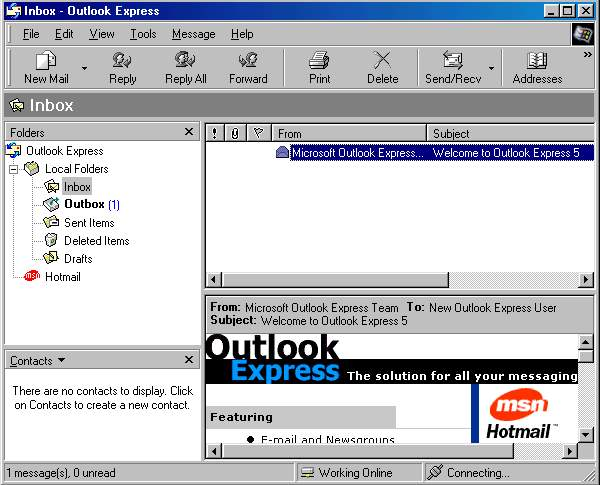 Inbox - Outlook Express
File Edit View Tools Message Help
New Mail Reply Reply All Forward Print Delete Send/Recv Addresses »
Inbox
Folders
Outlook Express
Local Folders
Inbox
Outbox (1)
Sent Items
Deleted Items
Drafts
msn Hotmail
Contacts
There are no contacts to display. Click
on Contacts to create a new contact.
! From Subject
Microsoft Outlook Express... Welcome to Outlook Express 5
From: Microsoft Outlook Express Team To: New Outlook Express User
Subject: Welcome to Outlook Express 5
Outlook
Express The solution for all your messaging
Featuring
E-mail and Newsgroups
msn
Hotmail™
1 message(s), 0 unread Working Online Connecting...